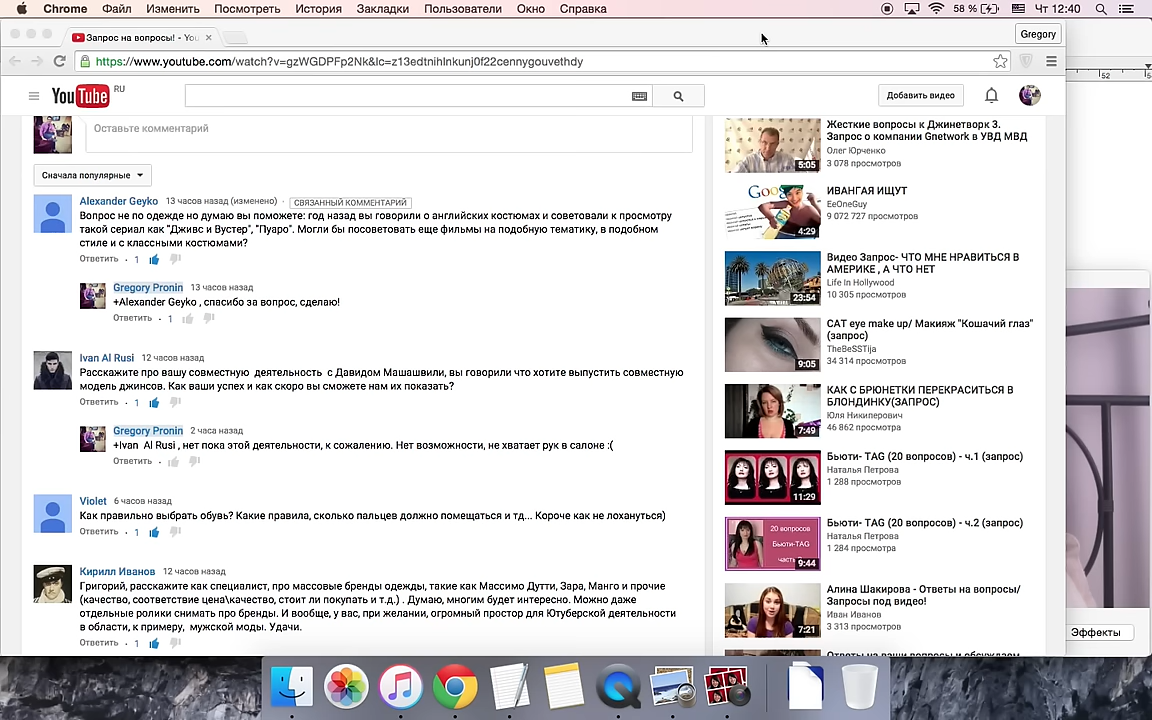 Chrome Файл Изменить Посмотреть История Закладки Пользователи Окно Справка 58 % Чт 12:40
Запрос на вопросы! - You
Gregory
https://www.youtube.com/watch?v=gzWGDPFp2Nk&lc=z13edtnihlnkunj0f22cennygouvethdy
52
YouTube RU
Добавить видео
Оставьте комментарий
Сначала популярные
Alexander Geyko 13 часов назад (изменено) · СВЯЗАННЫЙ КОММЕНТАРИЙ
Вопрос не по одежде но думаю вы поможете: год назад вы говорили о английских костюмах и советовали к просмотру
такой сериал как "Дживс и Вустер", "Пуаро". Могли бы посоветовать еще фильмы на подобную тематику, в подобном
стиле и с классными костюмами?
Ответить · 1
Gregory Pronin 13 часов назад
+Alexander Geyko , спасибо за вопрос, сделаю!
Ответить · 1
Ivan Al Rusi 12 часов назад
Расскажите про вашу совместную деятельность с Давидом Машашвили, вы говорили что хотите выпустить совместную
модель джинсов. Как ваши успех и как скоро вы сможете нам их показать?
Ответить · 1
Gregory Pronin 2 часа назад
+Ivan Al Rusi , нет пока этой деятельности, к сожалению. Нет возможности, не хватает рук в салоне :(
Ответить ·
Violet 6 часов назад
Как правильно выбрать обувь? Какие правила, сколько пальцев должно помещаться и тд... Короче как не лохануться)
Ответить · 1
Кирилл Иванов 12 часов назад
Григорий, расскажите как специалист, про массовые бренды одежды, такие как Массимо Дутти, Зара, Манго и прочие
(качество, соответствие цена\качество, стоит ли покупать и т.д.) . Думаю, многим будет интересно. Можно даже
отдельные ролики снимать про бренды. И вообще, у вас, при желании, огромный простор для Ютуберской деятельности
в области, к примеру, мужской моды. Удачи.
Ответить · 1
Жесткие вопросы к Джинетворк 3.
Запрос о компании Gnetwork в УВД МВД
Олег Юрченко
3 078 просмотров
5:05
ИВАНГАЯ ИЩУТ
EeOneGuy
9 072 727 просмотров
4:29
Видео Запрос- ЧТО МНЕ НРАВИТЬСЯ В
АМЕРИКЕ , А ЧТО НЕТ
Life In Hollywood
10 305 просмотров
23:54
CAT eye make up/ Макияж "Кошачий глаз"
(запрос)
TheBeSSTija
34 314 просмотров
9:05
КАК С БРЮНЕТКИ ПЕРЕКРАСИТЬСЯ В
БЛОНДИНКУ(ЗАПРОС)
Юля Никиперович
46 862 просмотра
7:49
Бьюти- TAG (20 вопросов) - ч.1 (запрос)
Наталья Петрова
1 288 просмотров
11:29
Бьюти- TAG (20 вопросов) - ч.2 (запрос)
Наталья Петрова
1 284 просмотра
20 вопросов
Бьюти-TAG
часть
9:44
Алина Шакирова - Ответы на вопросы/
Запросы под видео!
Иван Иванов
3 313 просмотров
7:21
Ответы на ваши вопросы и обсуждаем
Эффекты